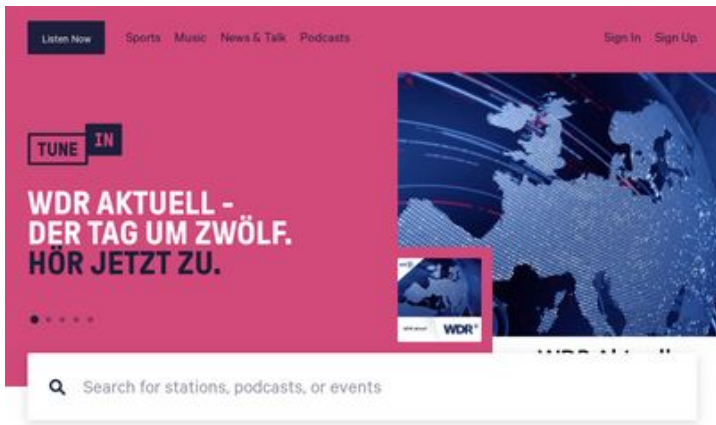 Listen Now Sports Music News & Talk Podcasts Sign In Sign Up
TUNE IN
WDR AKTUELL -
DER TAG UM ZWÖLF.
HÖR JETZT ZU.
WDR
Search for stations, podcasts, or events